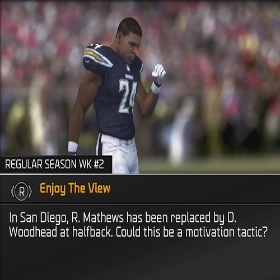 24
REGULAR SEASON WK #2
R Enjoy The View
In San Diego, R. Mathews has been replaced by D.
Woodhead at halfback. Could this be a motivation tactic?